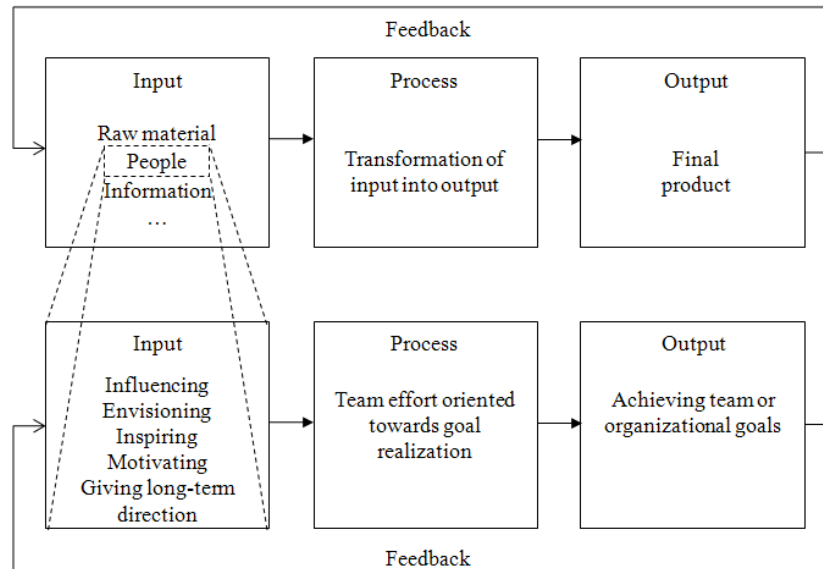 Feedback
Input
Raw material
People
Information
…
Process
Transformation of
input into output
Output
Final
product
Input
Influencing
Envisioning
Inspiring
Motivating
Giving long-term
direction
Process
Team effort oriented
towards goal
realization
Output
Achieving team or
organizational goals
Feedback